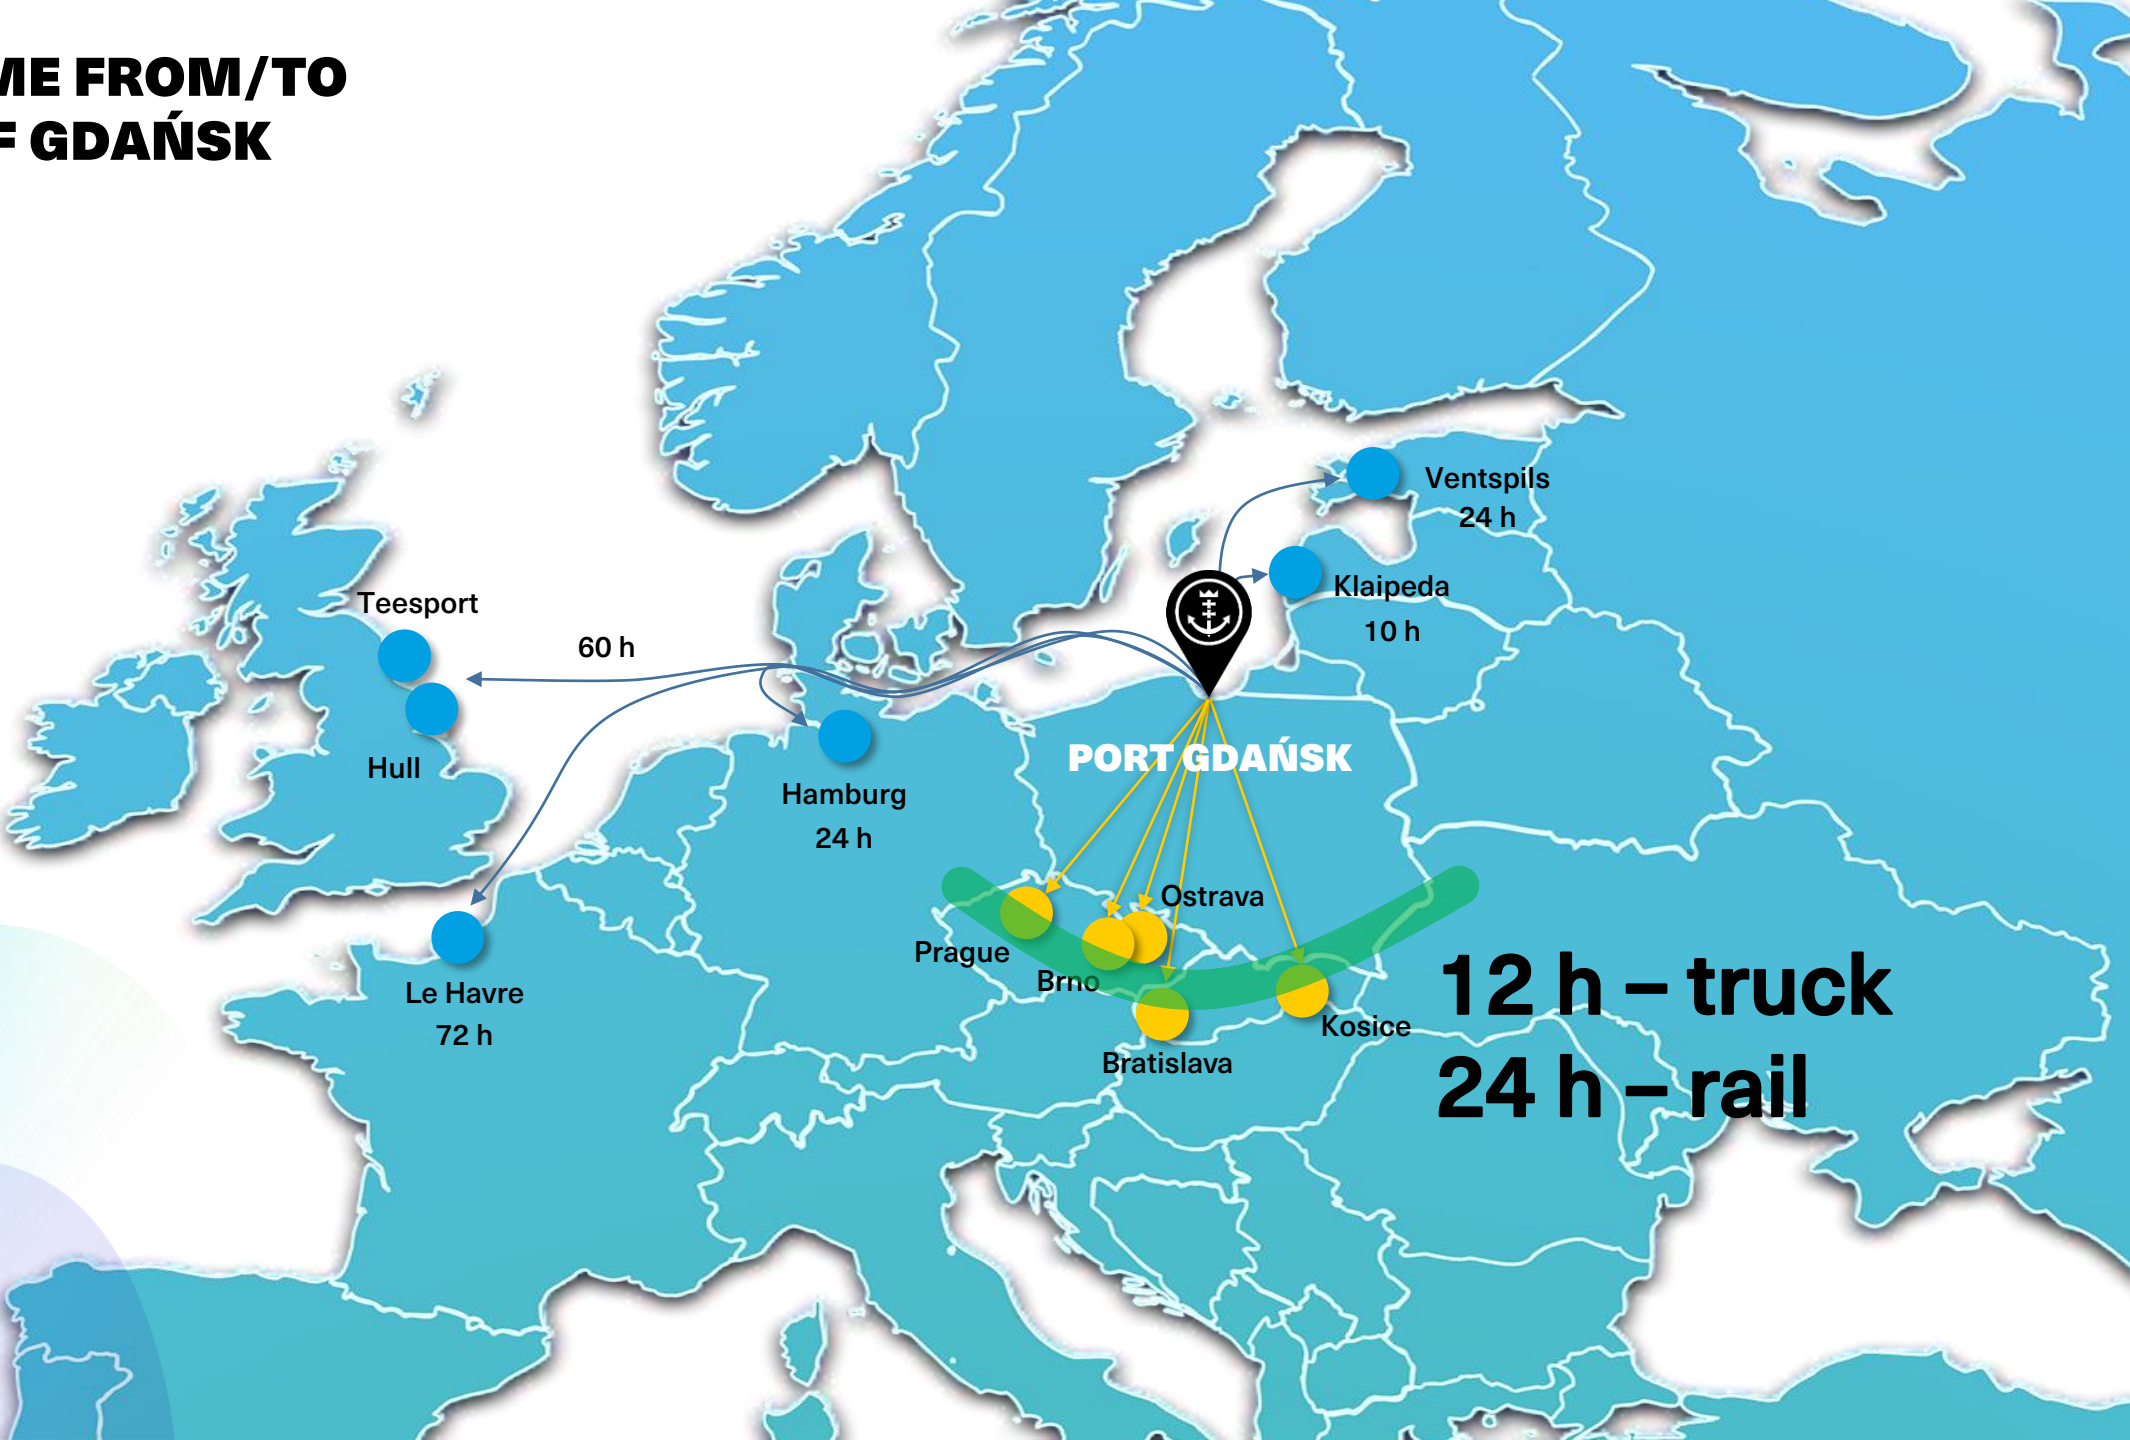 ME FROM/TO
F GDAŃSK
Ventspils
24 h
Klaipeda
10 h
Teesport
60 h
Hull
Hamburg
24 h
PORT GDAŃSK
Ostrava
Prague
Brno
Le Havre
72 h
Kosice
Bratislava
12 h – truck
24 h – rail